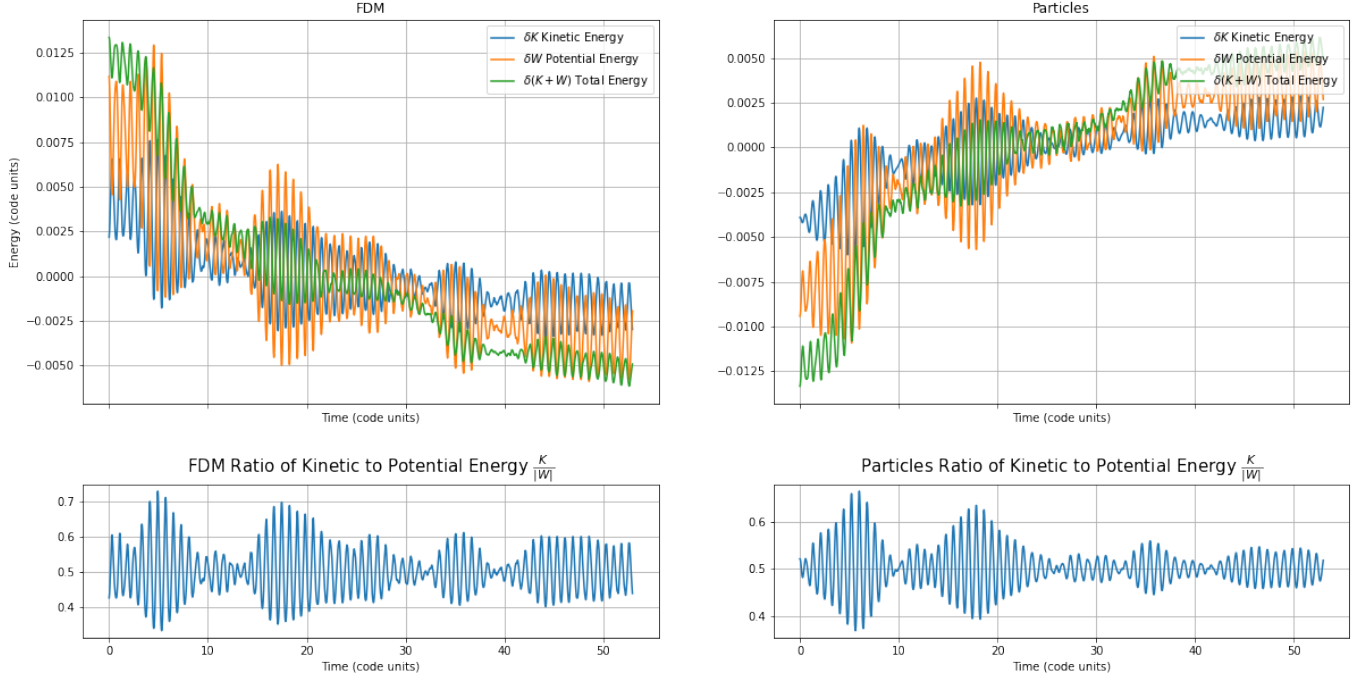 FDM
Particles
0.0125
0.0100
0.0075
0.0050
0.0025
0.0000
−0.0025
−0.0050
Energy (code units)
δK Kinetic Energy
δW Potential Energy
δ(K + W) Total Energy
0.0050
0.0025
0.0000
−0.0025
−0.0050
−0.0075
−0.0100
−0.0125
δK Kinetic Energy
δW Potential Energy
δ(K + W) Total Energy
Time (code units)
Time (code units)
FDM Ratio of Kinetic to Potential Energy K/|W|
Particles Ratio of Kinetic to Potential Energy K/|W|
0.7
0.6
0.5
0.4
0 10 20 30 40 50
Time (code units)
0.6
0.5
0.4
0 10 20 30 40 50
Time (code units)